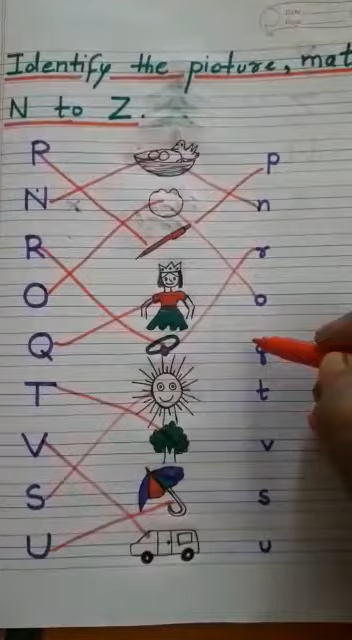 Identify the picture, mat
N to Z.
R p
N n
R r
O o
Q q
T t
V v
S s
U u